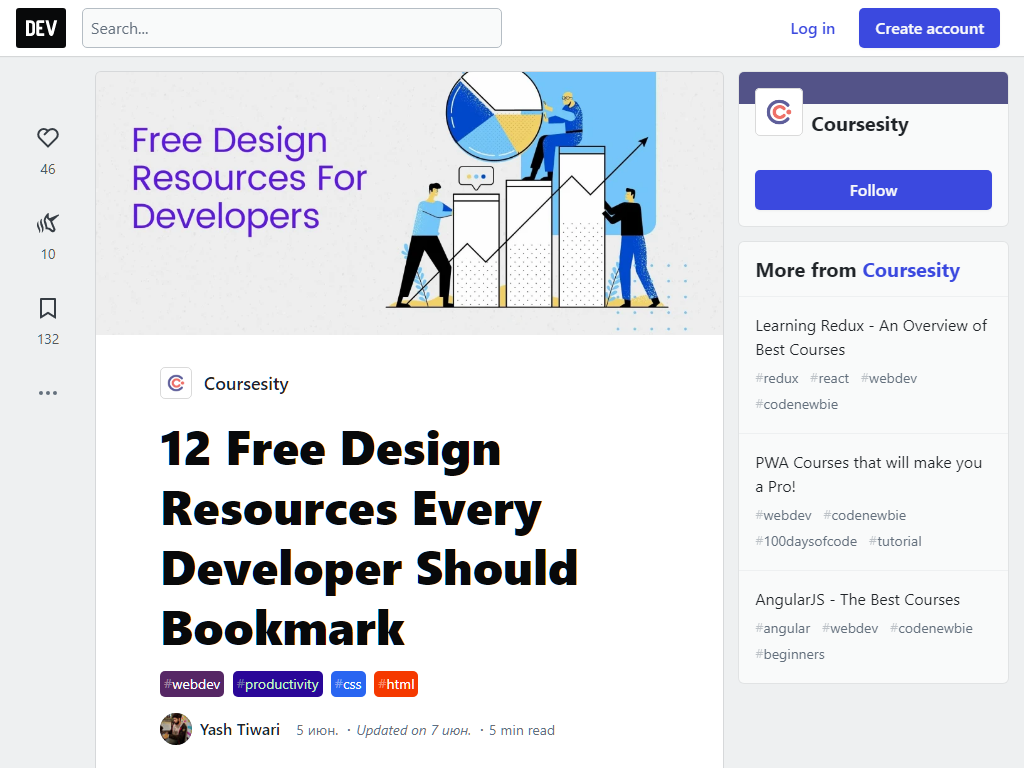 DEV
Search...
Log in
Create account
46
10
132
Free Design
Resources For
Developers
Coursesity
12 Free Design
Resources Every
Developer Should
Bookmark
#webdev #productivity #css #html
Yash Tiwari 5 июн. · Updated on 7 июн. · 5 min read
Coursesity
Follow
More from Coursesity
Learning Redux - An Overview of
Best Courses
#redux #react #webdev
#codenewbie
PWA Courses that will make you
a Pro!
#webdev #codenewbie
#100daysofcode #tutorial
AngularJS - The Best Courses
#angular #webdev #codenewbie
#beginners